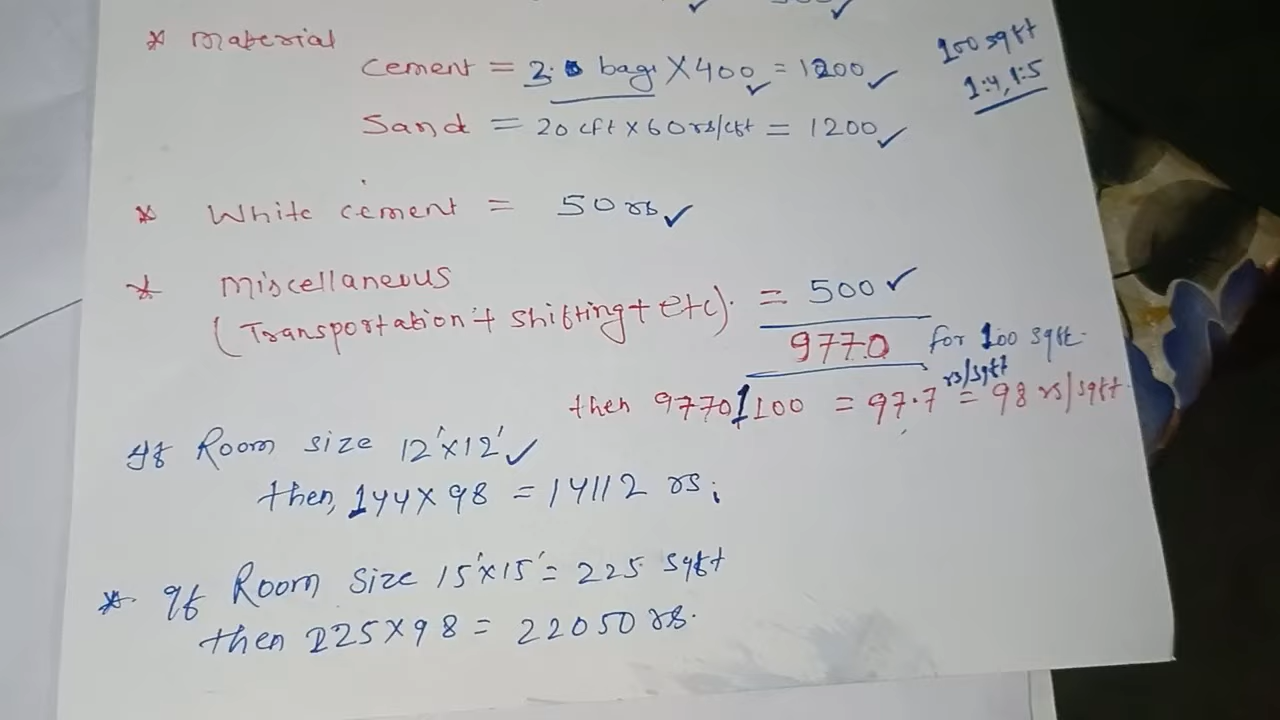 * Material
Cement = 3 bags × 400 = 1200 ✓
100 sqft
1:4, 1:5
Sand = 20 cft × 60 rs/cft = 1200 ✓
* White cement = 50 rs ✓
* Miscellaneous
(Transportation + shifting + etc). = 500 ✓
9770 for 100 sqft.
then 9770/100 = 97.7 rs/sqft = 98 rs/sqft.
If Room size 12'×12' ✓
then, 144×98 = 14112 rs;
* If Room size 15'×15' = 225 sqft
then 225×98 = 22050 rs.